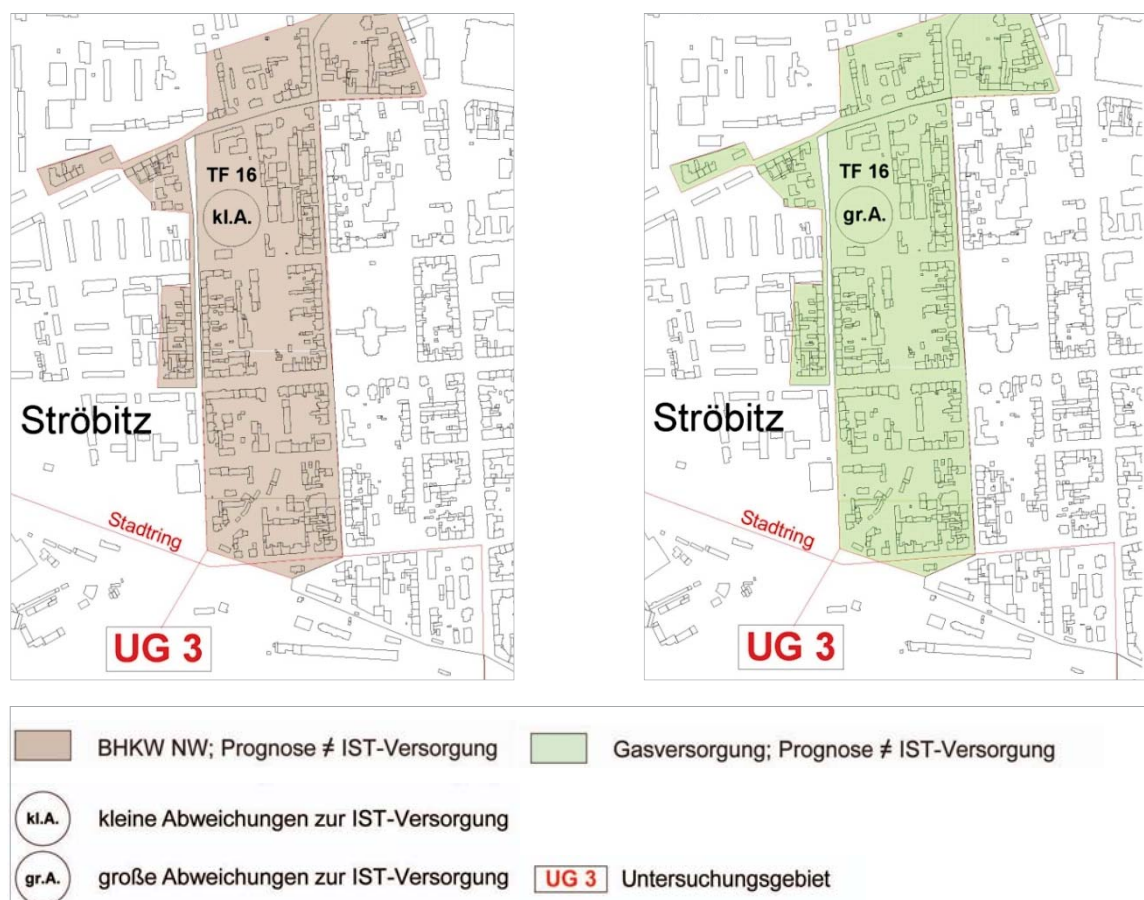 TF 16
kl.A.
Ströbitz
Stadtring
UG 3
TF 16
gr.A.
Ströbitz
Stadtring
UG 3
BHKW NW; Prognose ≠ IST-Versorgung
Gasversorgung; Prognose ≠ IST-Versorgung
kl.A. kleine Abweichungen zur IST-Versorgung
gr.A. große Abweichungen zur IST-Versorgung
UG 3 Untersuchungsgebiet